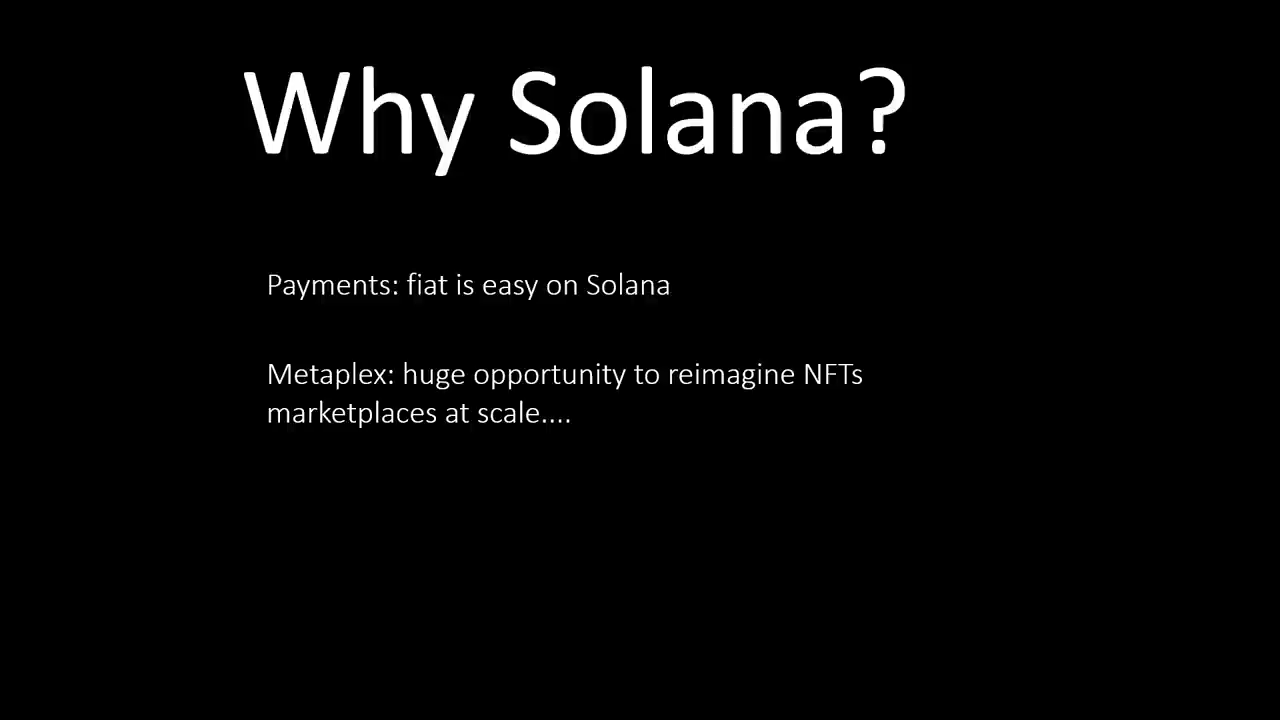 Why Solana?
Payments: fiat is easy on Solana
Metaplex: huge opportunity to reimagine NFTs
marketplaces at scale....